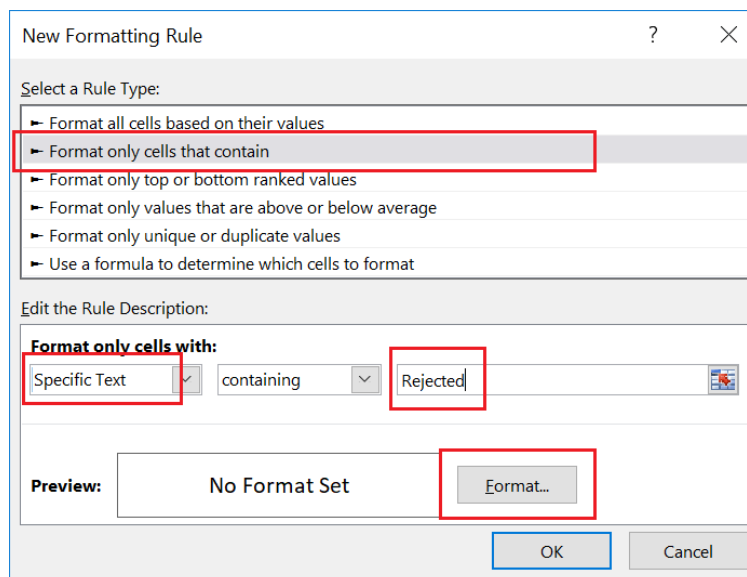 New Formatting Rule ?
Select a Rule Type:
► Format all cells based on their values
► Format only cells that contain
► Format only top or bottom ranked values
► Format only values that are above or below average
► Format only unique or duplicate values
► Use a formula to determine which cells to format
Edit the Rule Description:
Format only cells with:
Specific Text containing Rejected
Preview: No Format Set Format...
OK Cancel